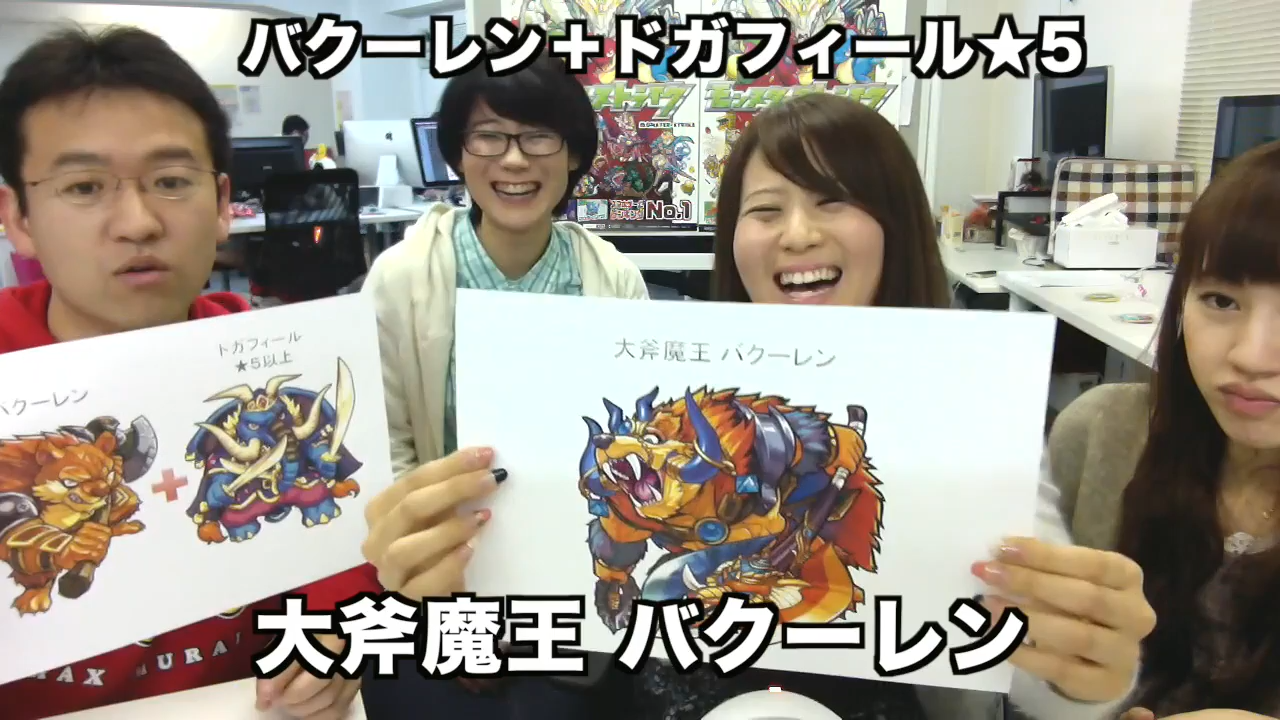 バクーレン＋ドガフィール★5
No.1
ドガフィール
★5以上
バクーレン
大斧魔王 バクーレン
大斧魔王 バクーレン